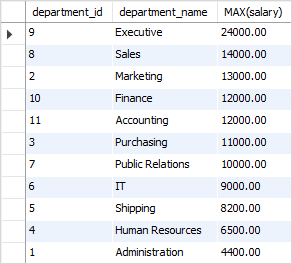 department_id department_name MAX(salary)
9 Executive 24000.00
8 Sales 14000.00
2 Marketing 13000.00
10 Finance 12000.00
11 Accounting 12000.00
3 Purchasing 11000.00
7 Public Relations 10000.00
6 IT 9000.00
5 Shipping 8200.00
4 Human Resources 6500.00
1 Administration 4400.00